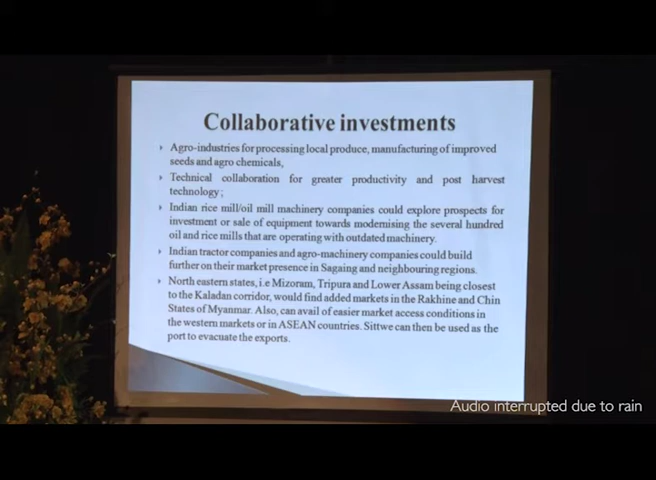 Collaborative investments
Agro-industries for processing local produce, manufacturing of improved
seeds and agro chemicals,
Technical collaboration for greater productivity and post harvest
technology;
Indian rice mill/oil mill machinery companies could explore prospects for
investment or sale of equipment towards modernising the several hundred
oil and rice mills that are operating with outdated machinery.
Indian tractor companies and agro-machinery companies could build
further on their market presence in Sagaing and neighbouring regions.
North eastern states, i.e Mizoram, Tripura and Lower Assam being closest
to the Kaladan corridor, would find added markets in the Rakhine and Chin
States of Myanmar. Also, can avail of easier market access conditions in
the western markets or in ASEAN countries. Sittwe can then be used as the
port to evacuate the exports.
Audio interrupted due to rain